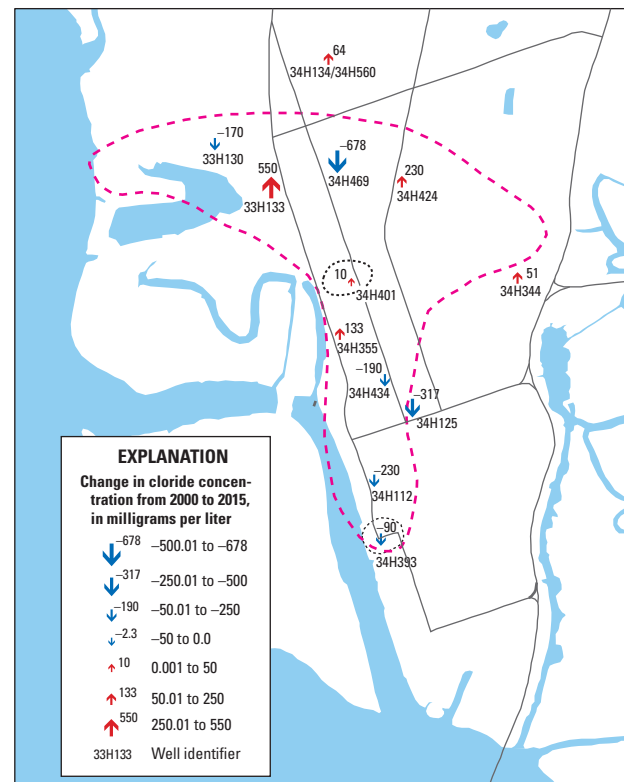 64
34H134/34H560
−170
33H130
−678
34H469
550
33H133
230
34H424
10
34H401
51
34H344
133
34H355
−190
34H434
−317
34H125
−230
34H112
−90
34H393
EXPLANATION
Change in cloride concen-
tration from 2000 to 2015,
in milligrams per liter
−678 −500.01 to −678
−317 −250.01 to −500
−190 −50.01 to −250
−2.3 −50 to 0.0
10 0.001 to 50
133 50.01 to 250
550 250.01 to 550
33H133 Well identifier